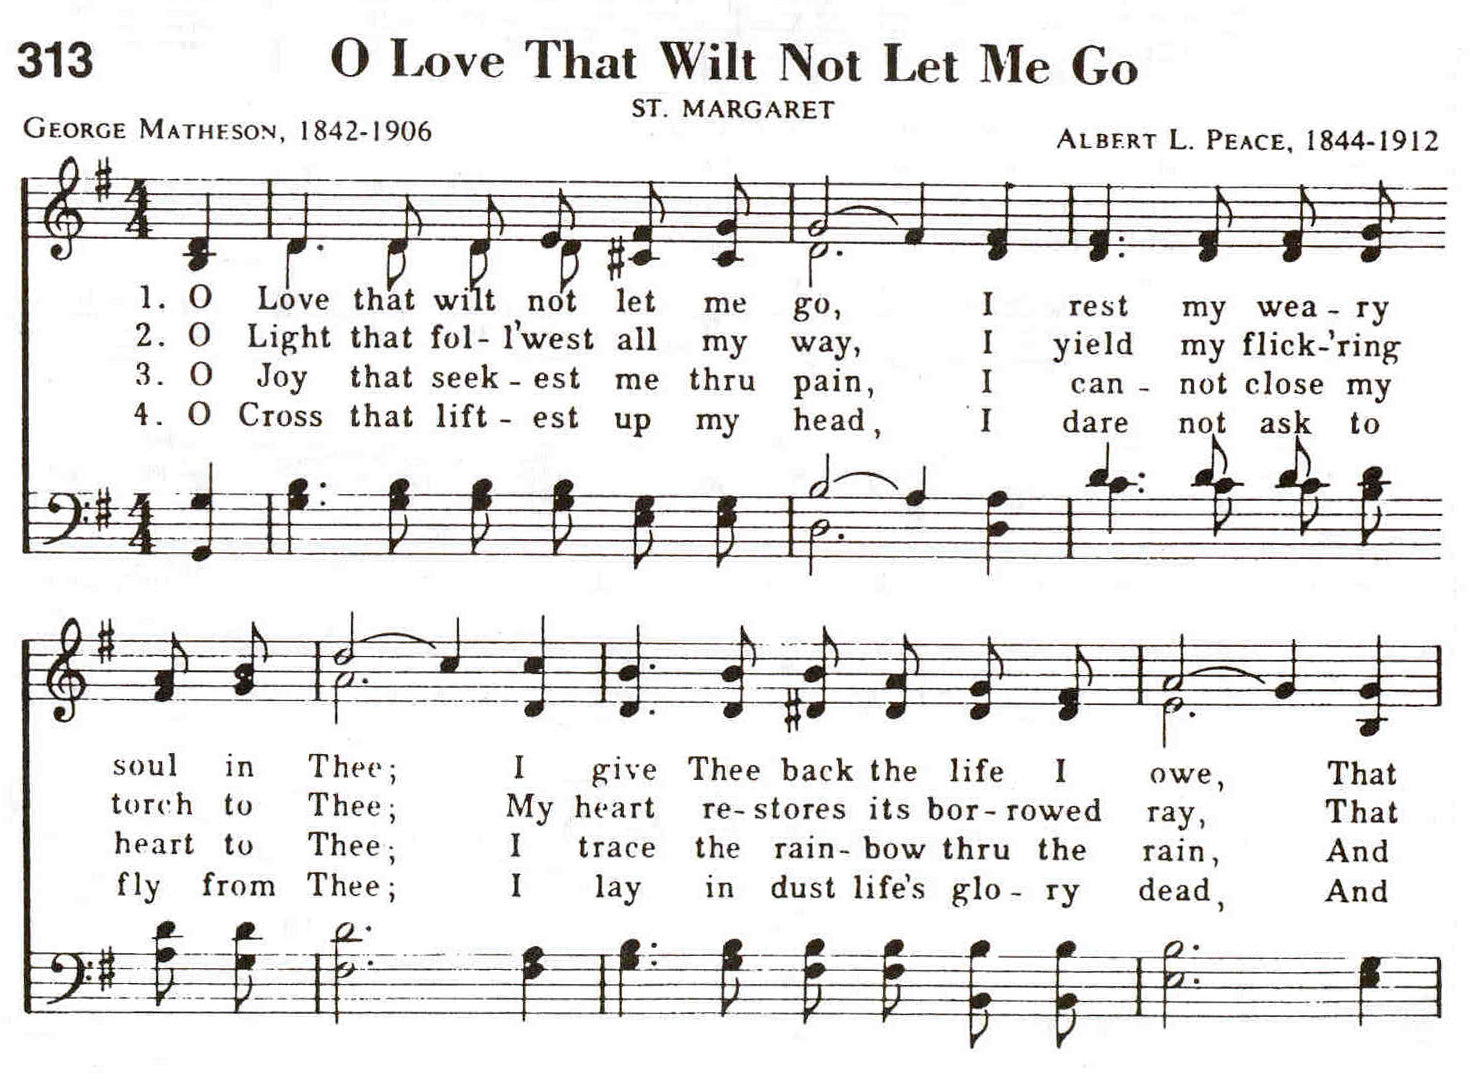 313 O Love That Wilt Not Let Me Go
ST. MARGARET
GEORGE MATHESON, 1842-1906
ALBERT L. PEACE, 1844-1912
1. O Love that wilt not let me go, I rest my wea - ry
2. O Light that fol - l'west all my way, I yield my flick-'ring
3. O Joy that seek - est me thru pain, I can - not close my
4. O Cross that lift - est up my head, I dare not ask to
soul in Thee; I give Thee back the life I owe, That
torch to Thee; My heart re - stores its bor - rowed ray, That
heart to Thee; I trace the rain - bow thru the rain, And
fly from Thee; I lay in dust life's glo - ry dead, And